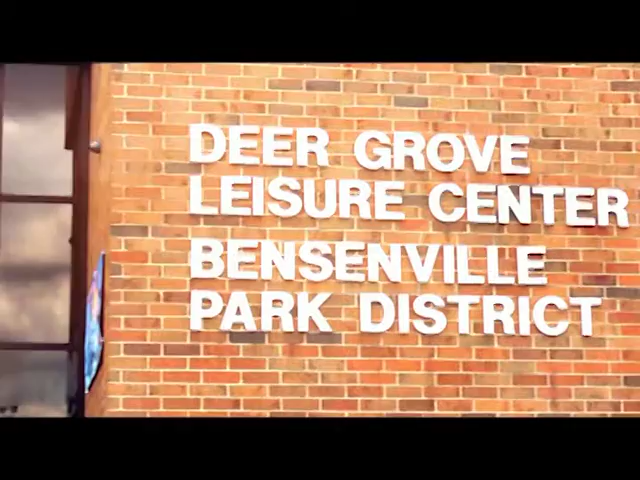 DEER GROVE
LEISURE CENTER
BENSENVILLE
PARK DISTRICT